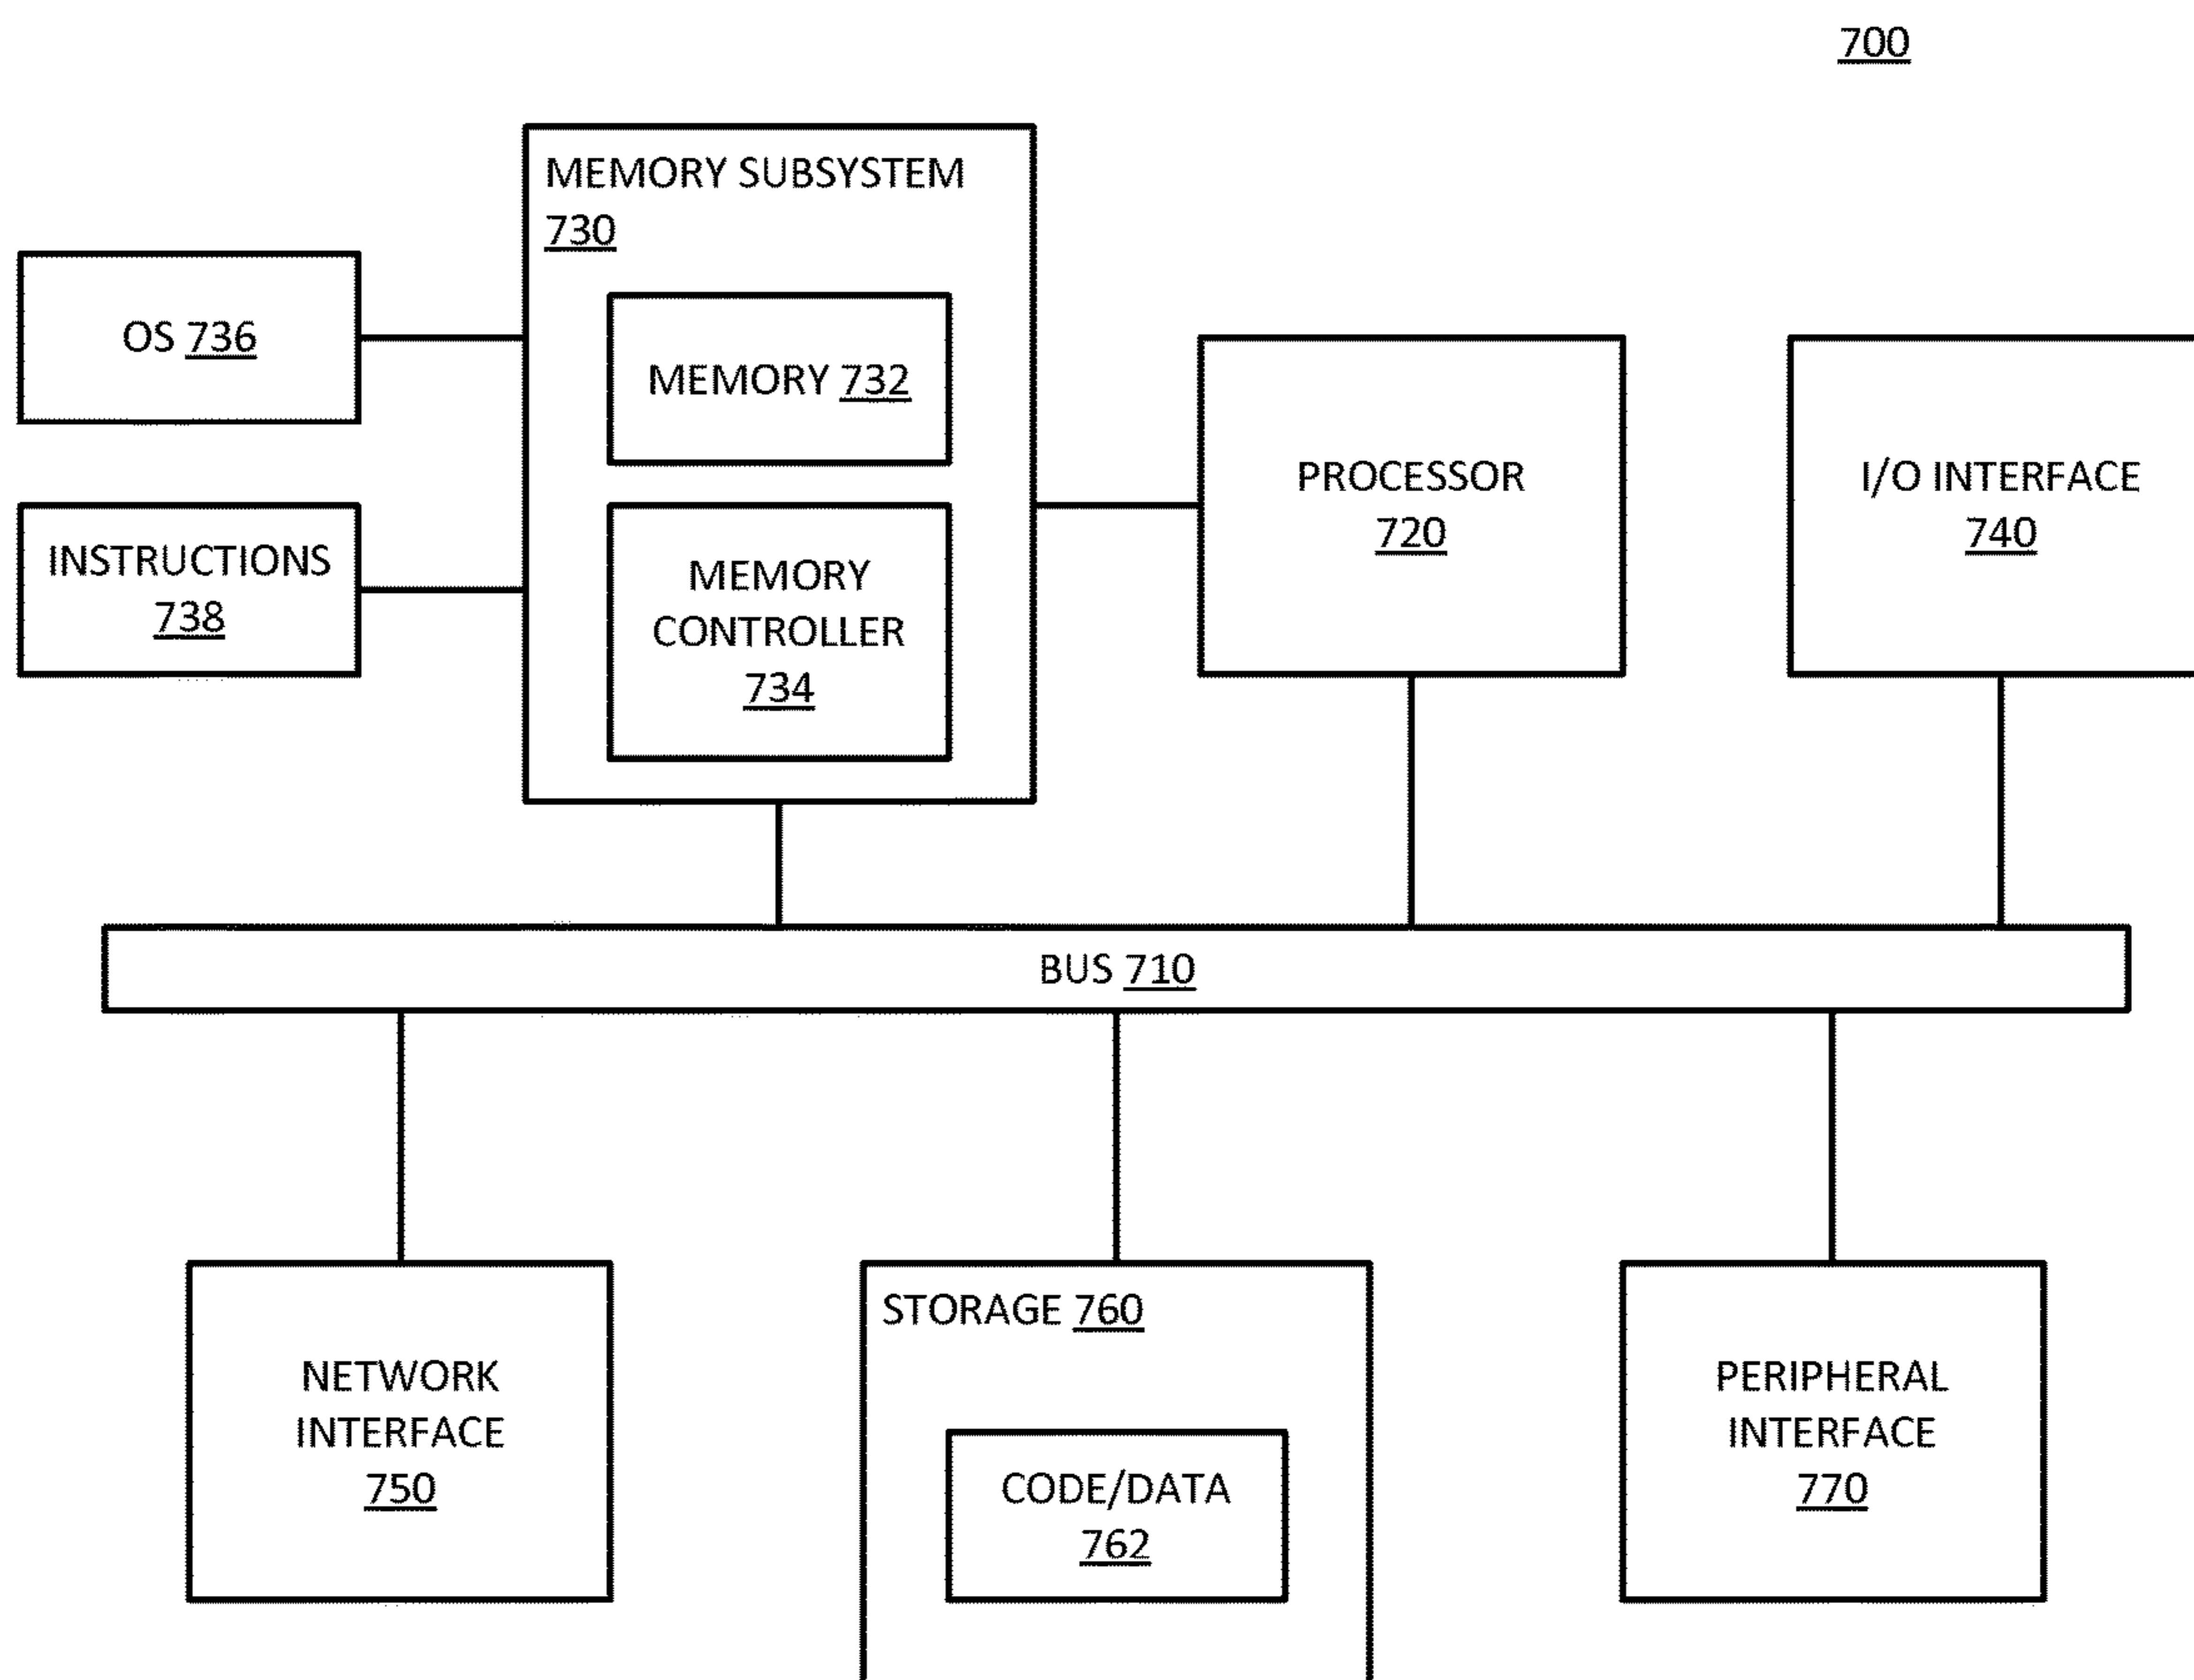 700
MEMORY SUBSYSTEM
730
OS 736
MEMORY 732
INSTRUCTIONS
738
MEMORY
CONTROLLER
734
PROCESSOR
720
I/O INTERFACE
740
BUS 710
NETWORK
INTERFACE
750
STORAGE 760
CODE/DATA
762
PERIPHERAL
INTERFACE
770